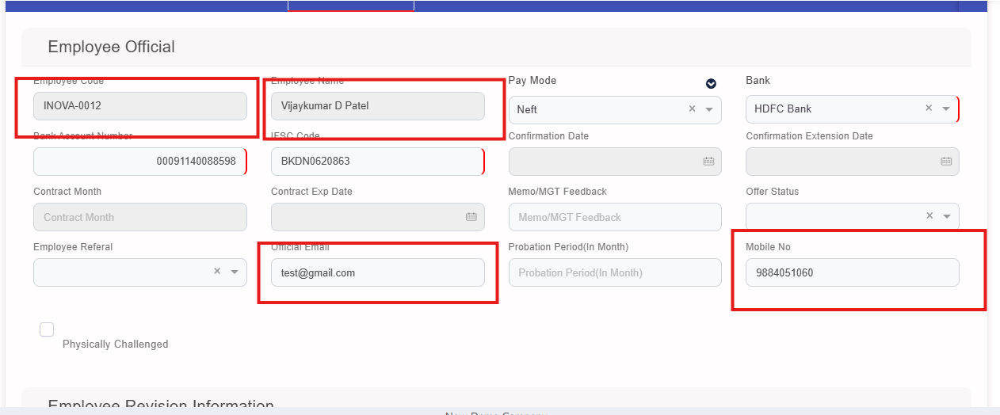 Employee Official
Employee Code Employee Name Pay Mode Bank
INOVA-0012 Vijaykumar D Patel Neft HDFC Bank
Bank Account Number IFSC Code Confirmation Date Confirmation Extension Date
00091140088598 BKDN0620863
Contract Month Contract Exp Date Memo/MGT Feedback Offer Status
Contract Month Memo/MGT Feedback
Employee Referal Official Email Probation Period(In Month) Mobile No
test@gmail.com Probation Period(In Month) 9884051060
Physically Challenged
Employee Revision Information
New Demo Company